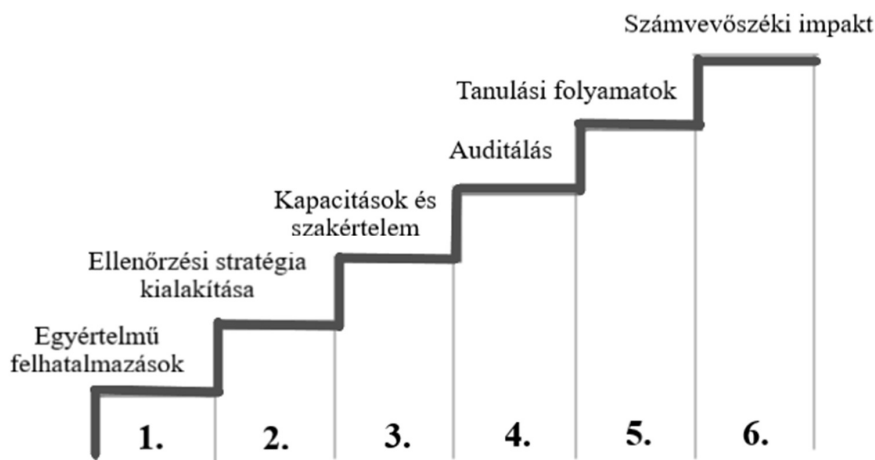 Számvevőszéki impakt
Tanulási folyamatok
Auditálás
Kapacitások és
szakértelem
Ellenőrzési stratégia
kialakítása
Egyértelmű
felhatalmazások
1. 2. 3. 4. 5. 6.